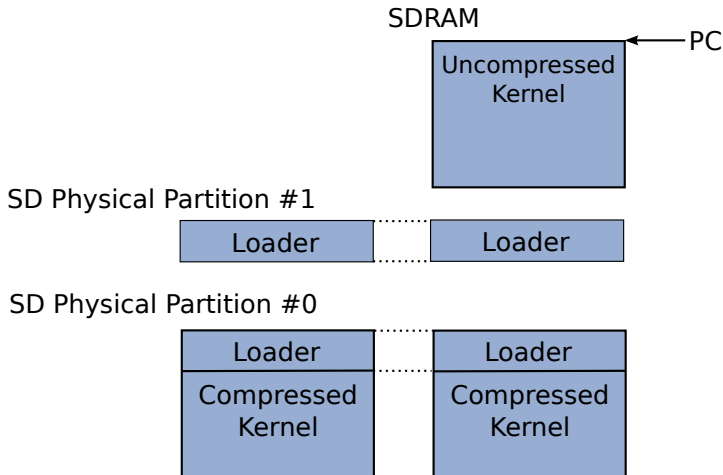 SDRAM
PC
Uncompressed
Kernel
SD Physical Partition #1
Loader
Loader
SD Physical Partition #0
Loader
Loader
Compressed
Kernel
Compressed
Kernel